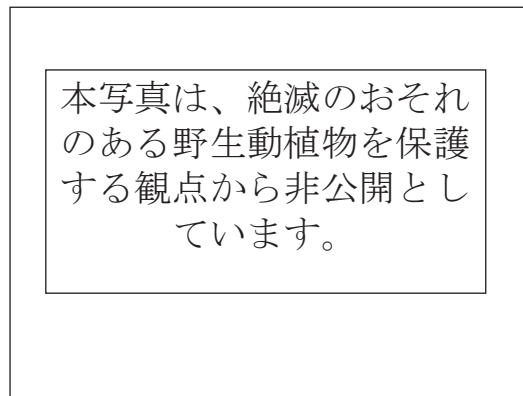 本写真は、絶滅のおそれ
のある野生動植物を保護
する観点から非公開とし
ています。